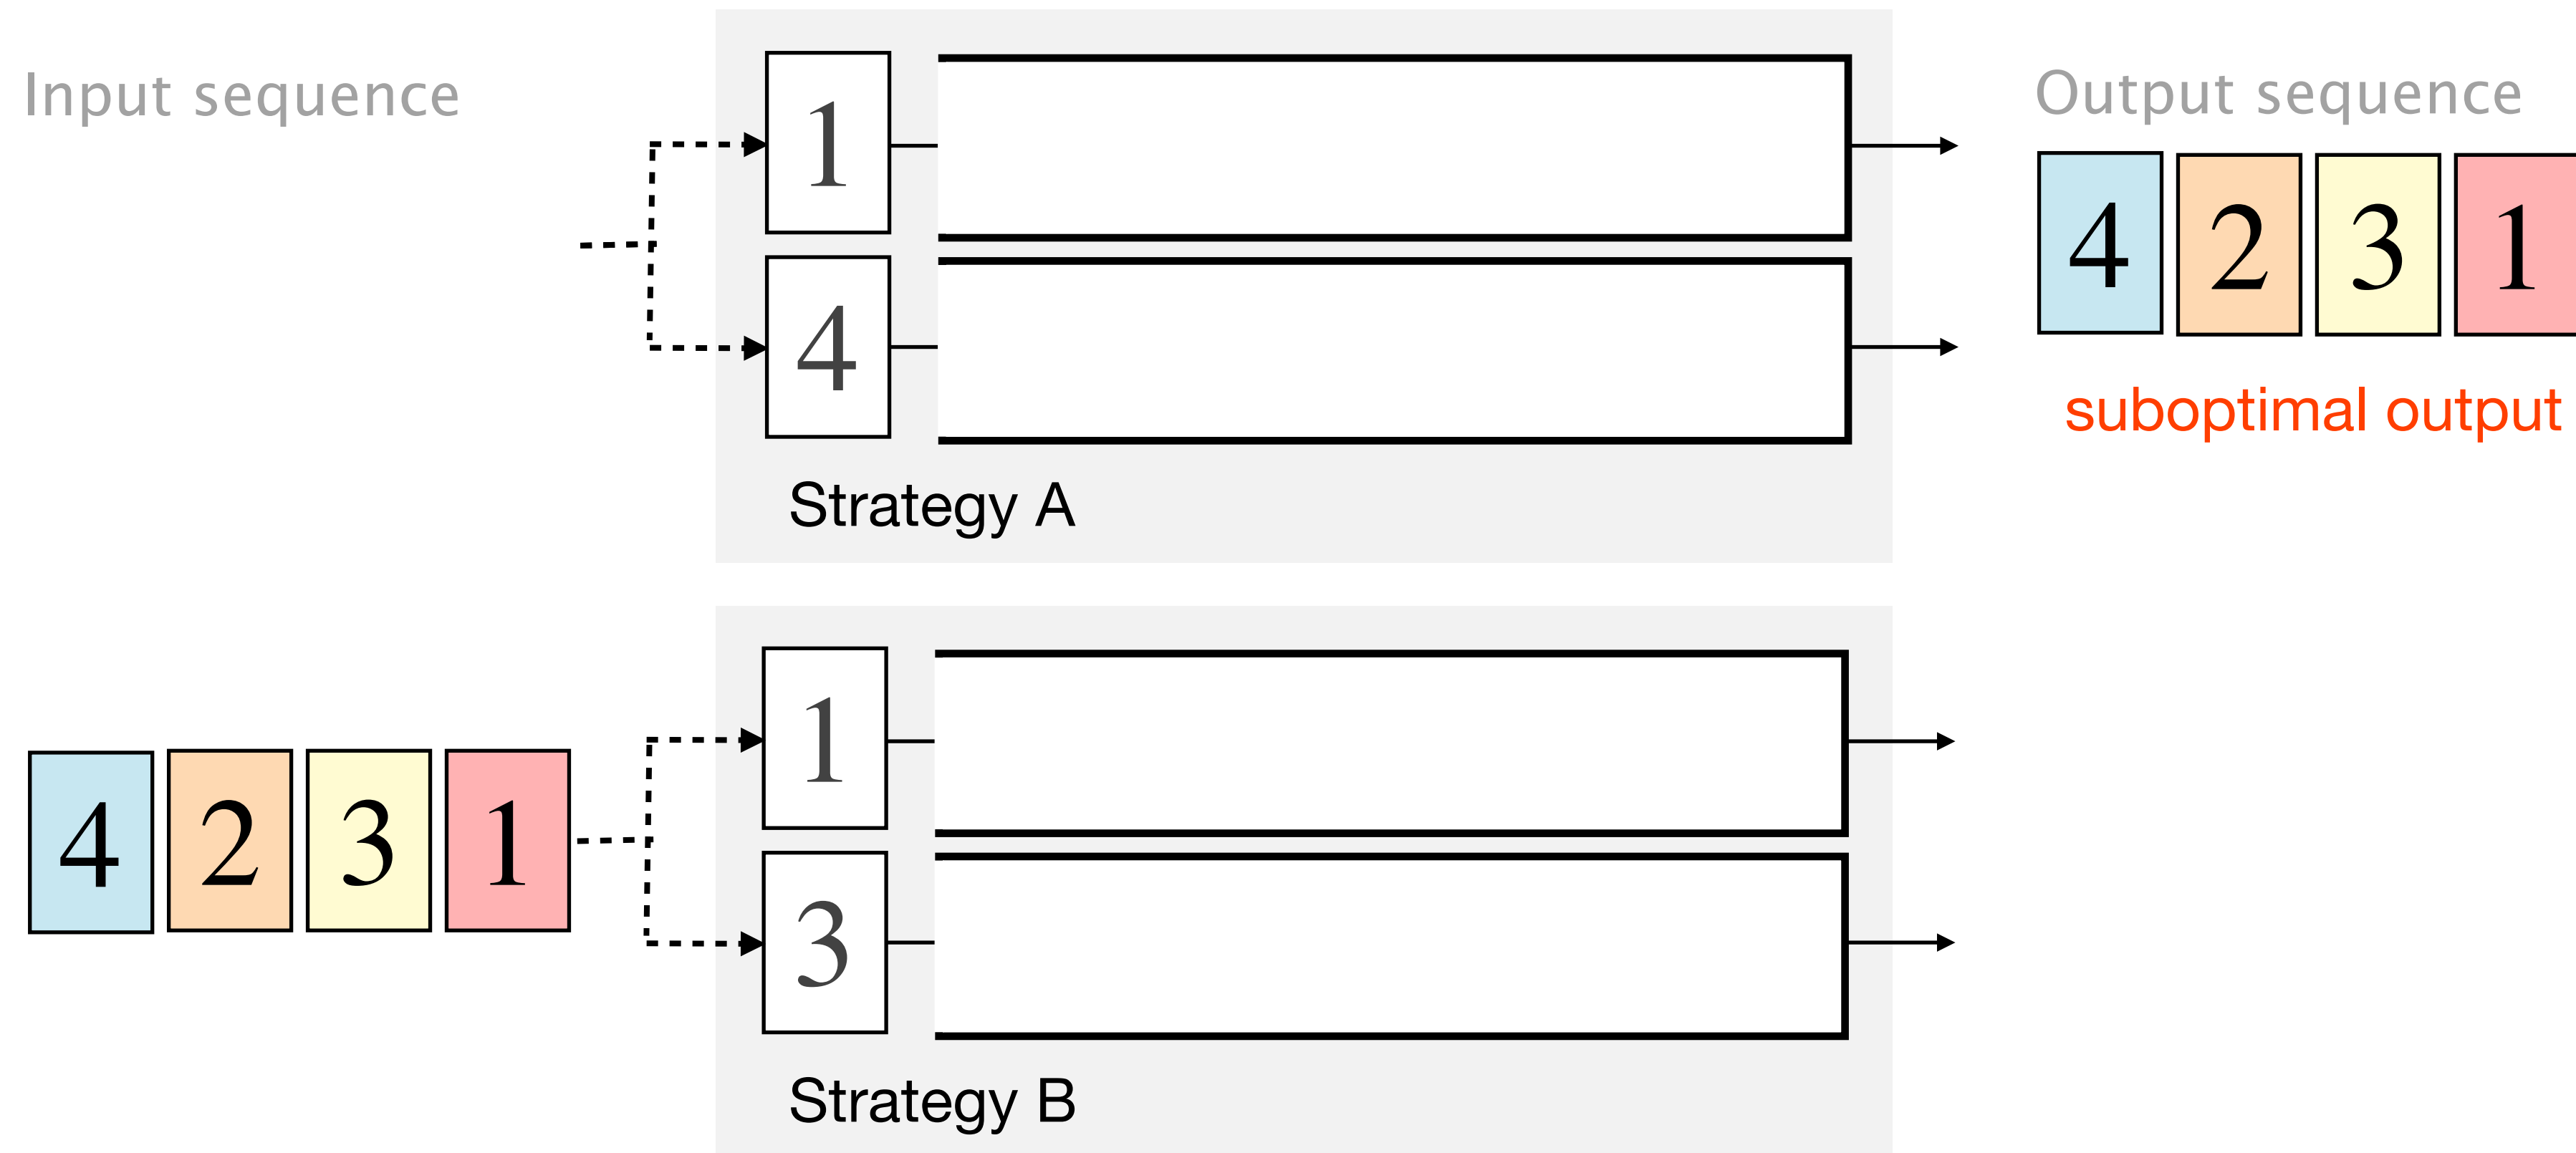 Input sequence
1
4
Strategy A
Output sequence
4 2 3 1
suboptimal output
4 2 3 1
1
3
Strategy B